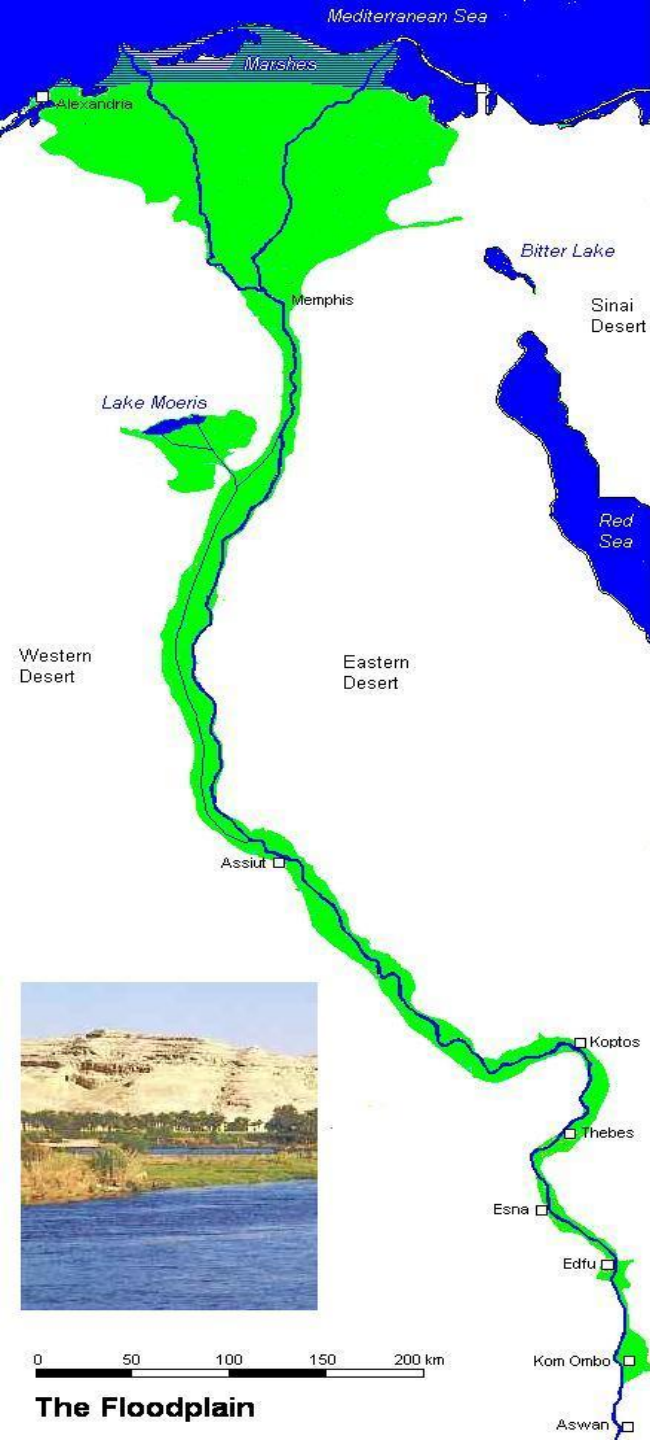 Mediterranean Sea
Marshes
Alexandria
Bitter Lake
Memphis
Sinai
Desert
Lake Moeris
Red
Sea
Western
Desert
Eastern
Desert
Assiut
Koptos
Thebes
Esna
Edfu
Kom Ombo
0 50 100 150 200 km
The Floodplain
Aswan